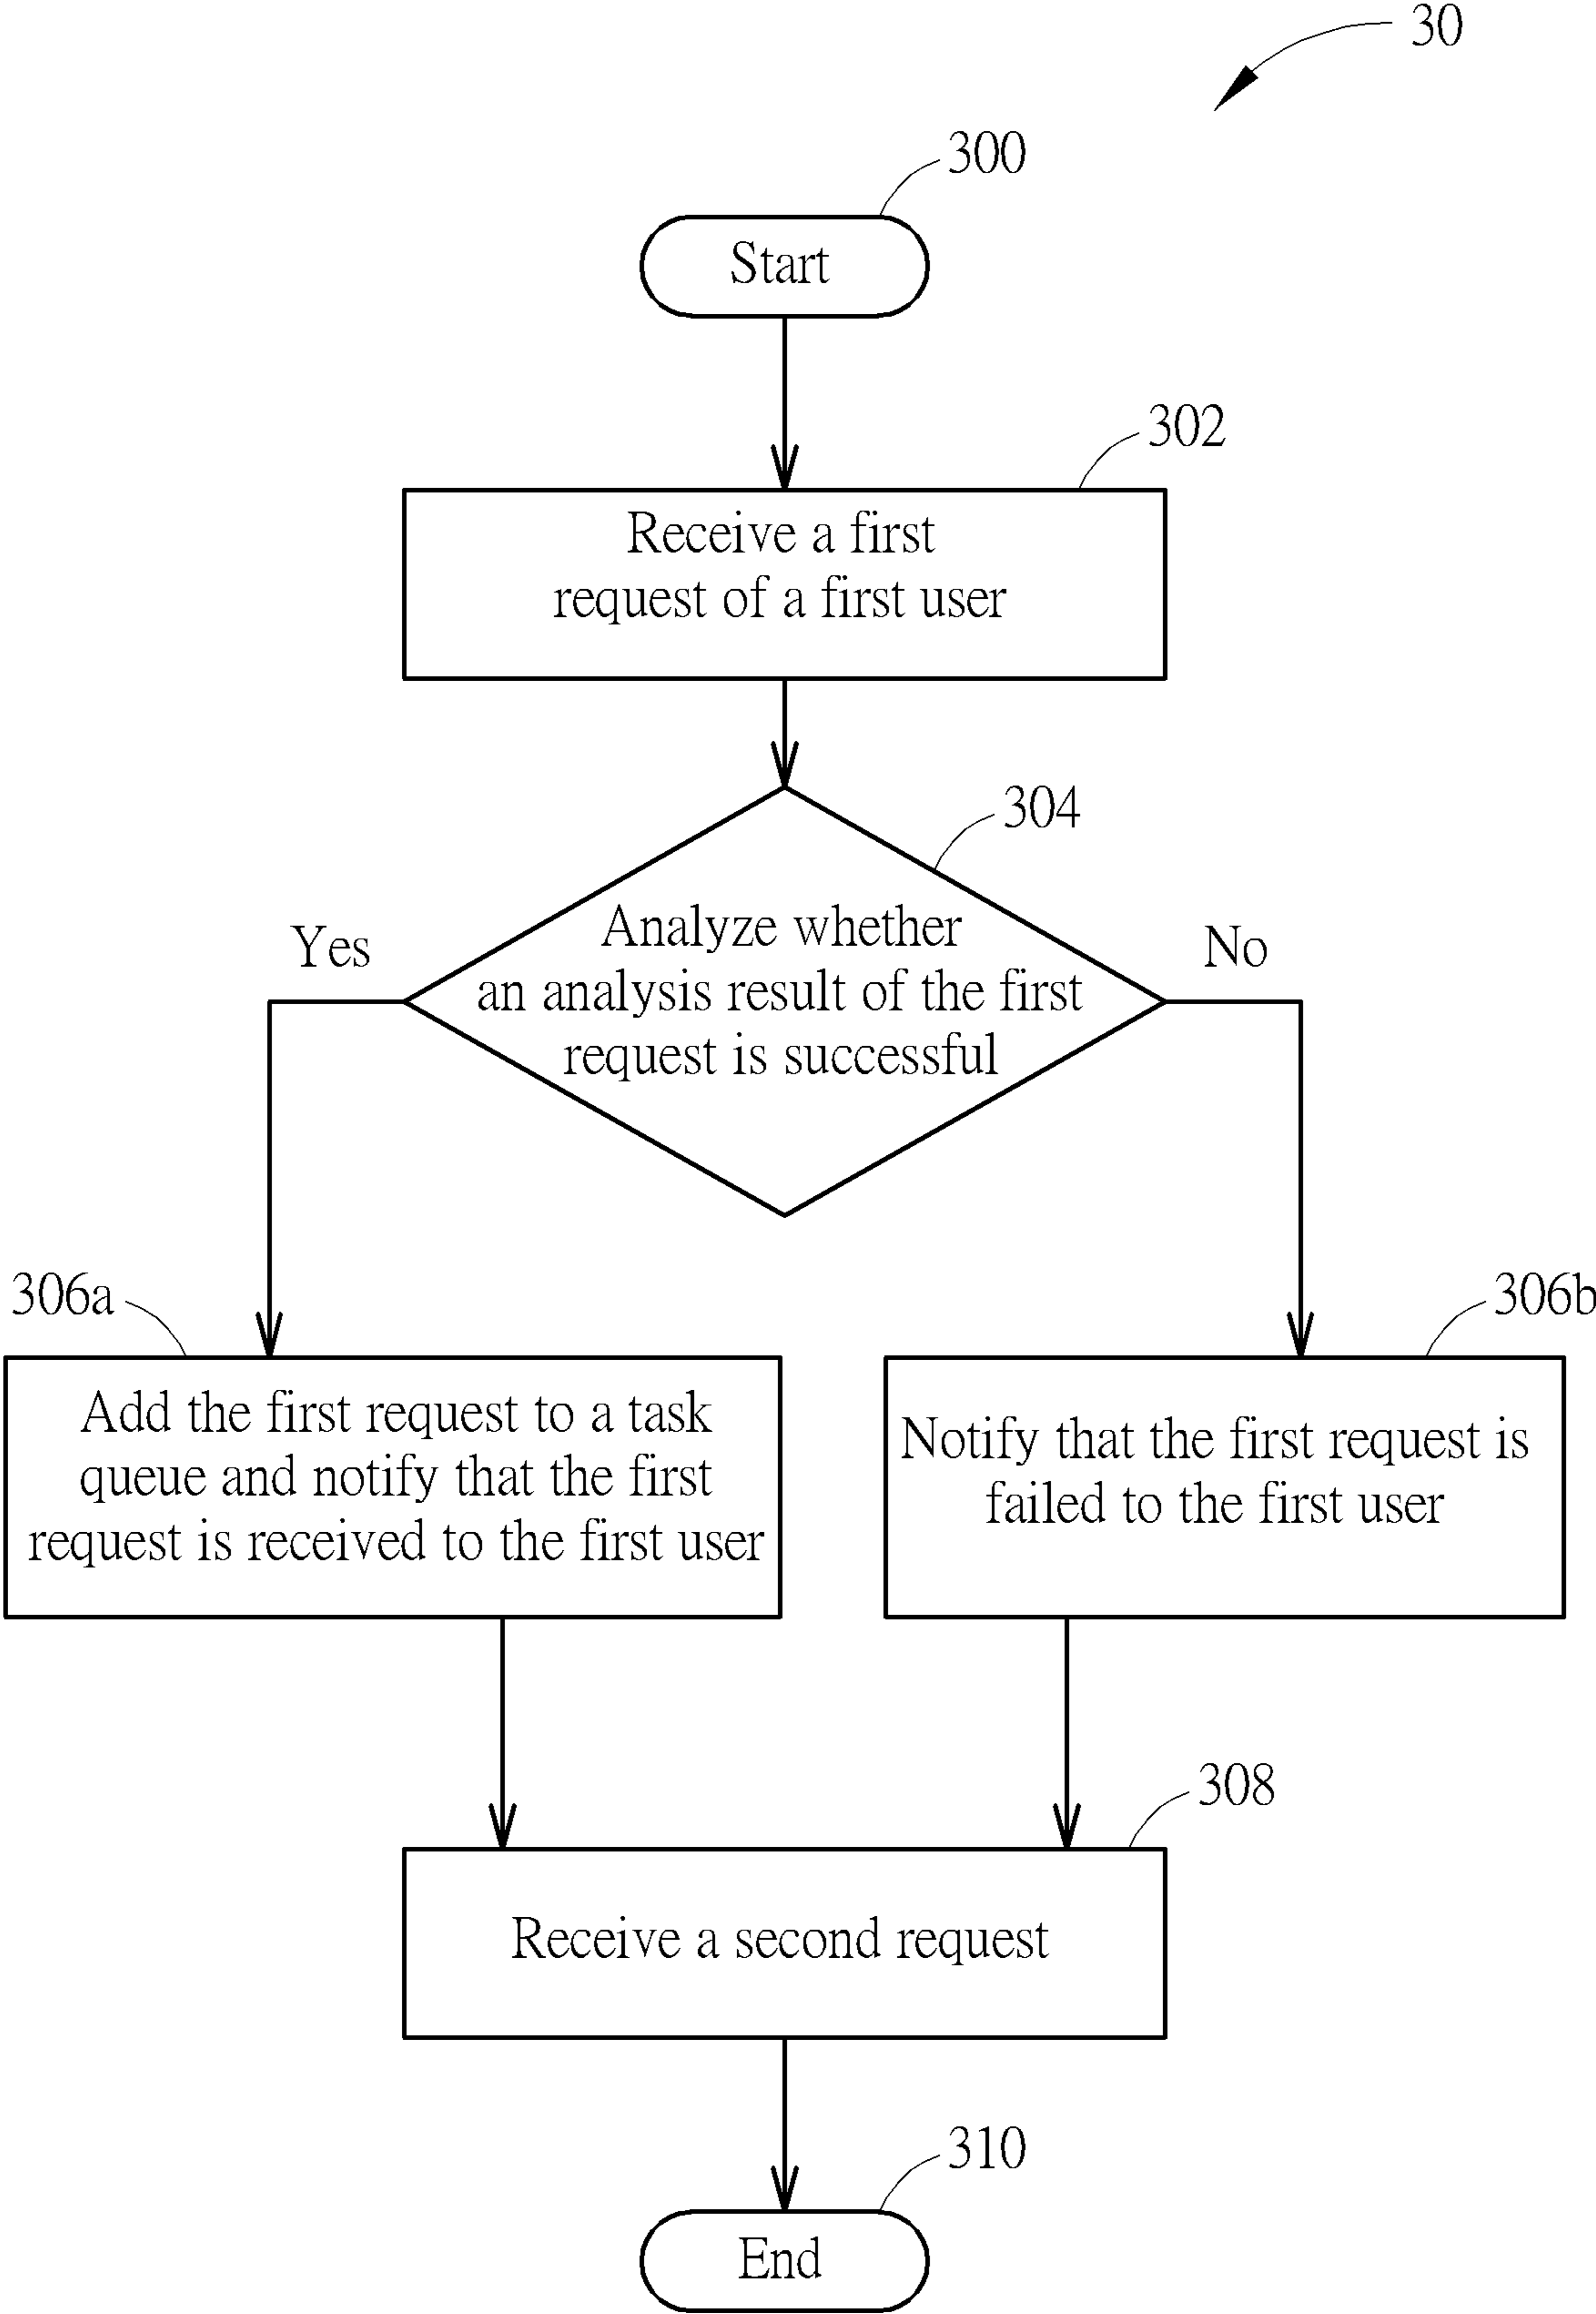 30
300
Start
302
Receive a first
request of a first user
304
Analyze whether
an analysis result of the first
request is successful
Yes
No
306a
Add the first request to a task
queue and notify that the first
request is received to the first user
306b
Notify that the first request is
failed to the first user
308
Receive a second request
310
End